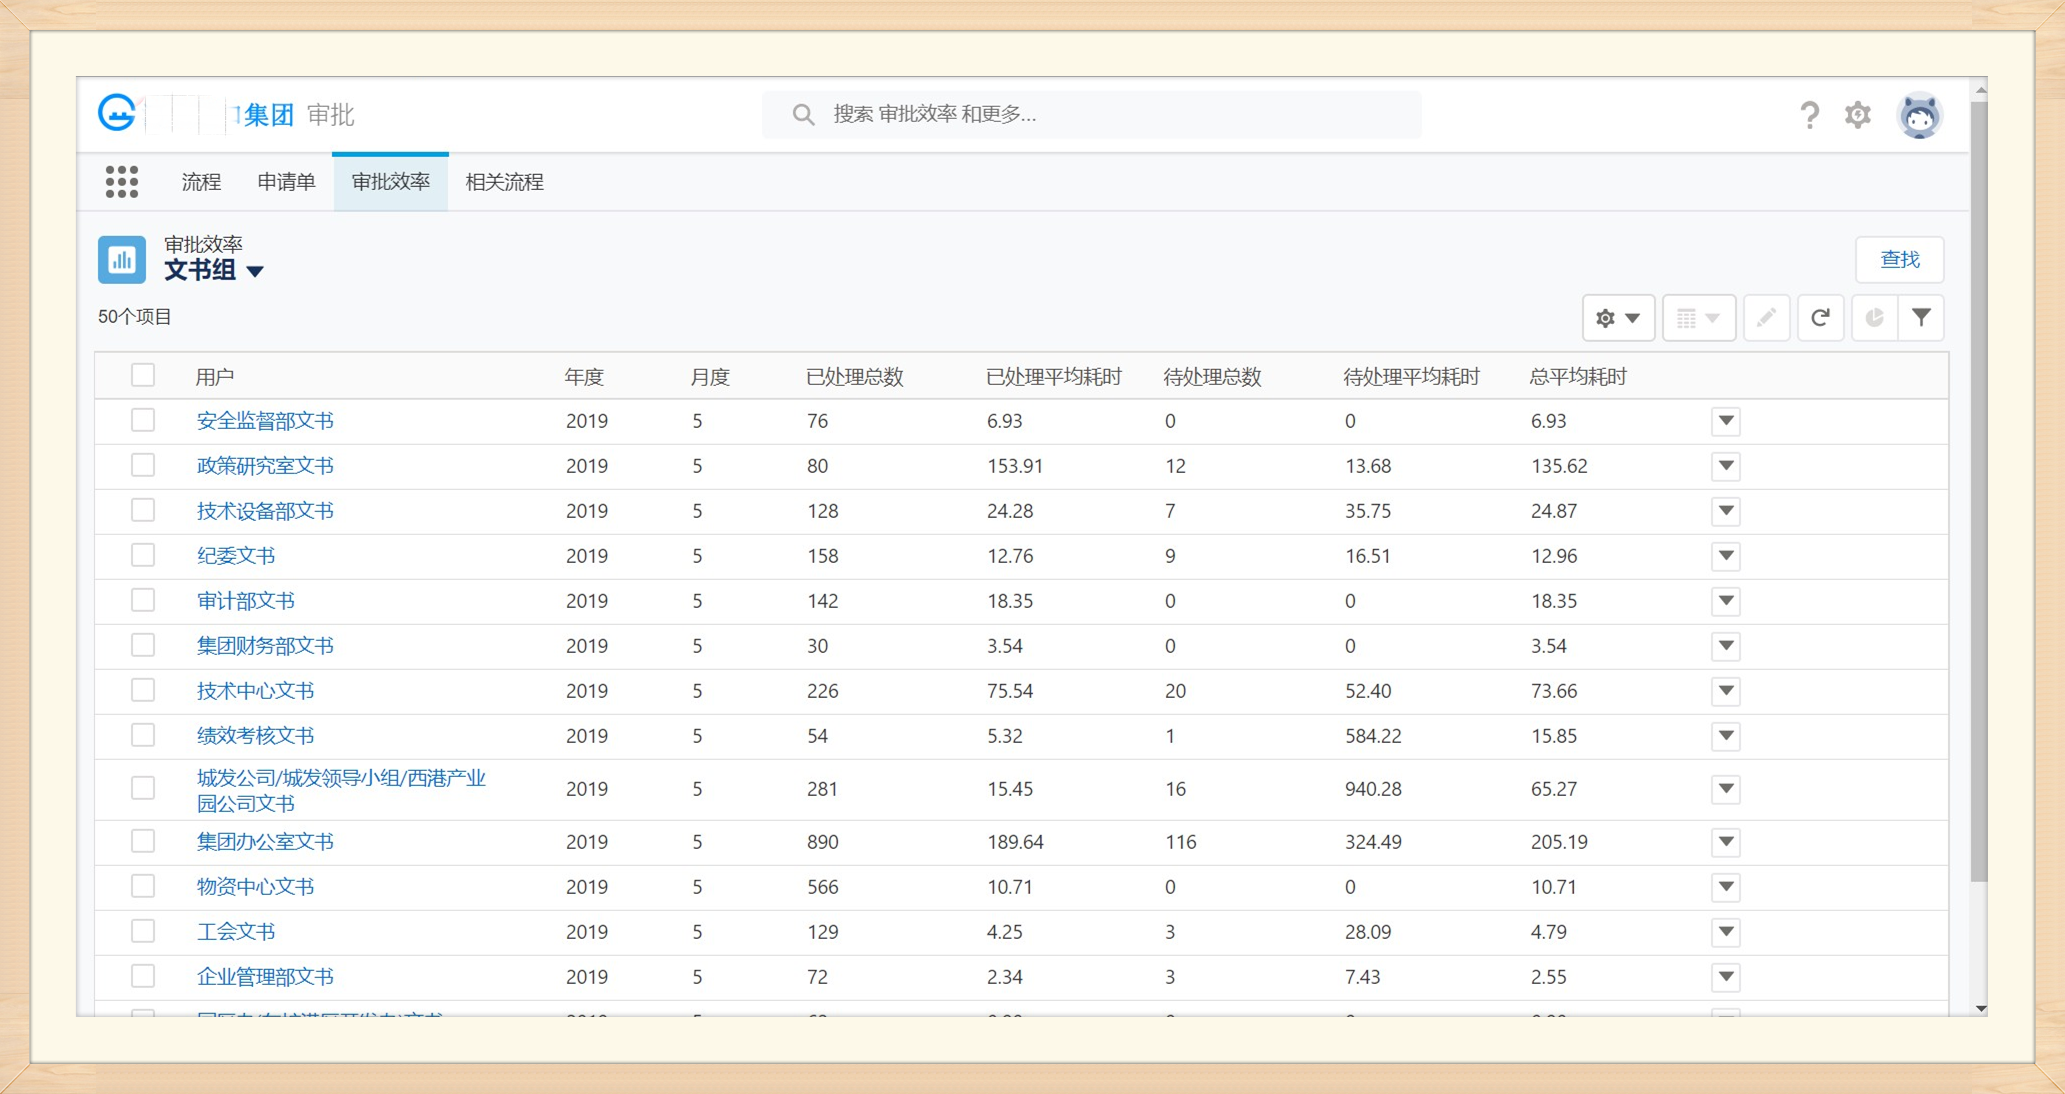 集团 审批
搜索 审批效率 和更多...
流程 申请单 审批效率 相关流程
审批效率
文书组
查找
50个项目
用户 年度 月度 已处理总数 已处理平均耗时 待处理总数 待处理平均耗时 总平均耗时
安全监督部文书 2019 5 76 6.93 0 0 6.93
政策研究室文书 2019 5 80 153.91 12 13.68 135.62
技术设备部文书 2019 5 128 24.28 7 35.75 24.87
纪委文书 2019 5 158 12.76 9 16.51 12.96
审计部文书 2019 5 142 18.35 0 0 18.35
集团财务部文书 2019 5 30 3.54 0 0 3.54
技术中心文书 2019 5 226 75.54 20 52.40 73.66
绩效考核文书 2019 5 54 5.32 1 584.22 15.85
城发公司/城发领导小组/西港产业
园公司文书 2019 5 281 15.45 16 940.28 65.27
集团办公室文书 2019 5 890 189.64 116 324.49 205.19
物资中心文书 2019 5 566 10.71 0 0 10.71
工会文书 2019 5 129 4.25 3 28.09 4.79
企业管理部文书 2019 5 72 2.34 3 7.43 2.55